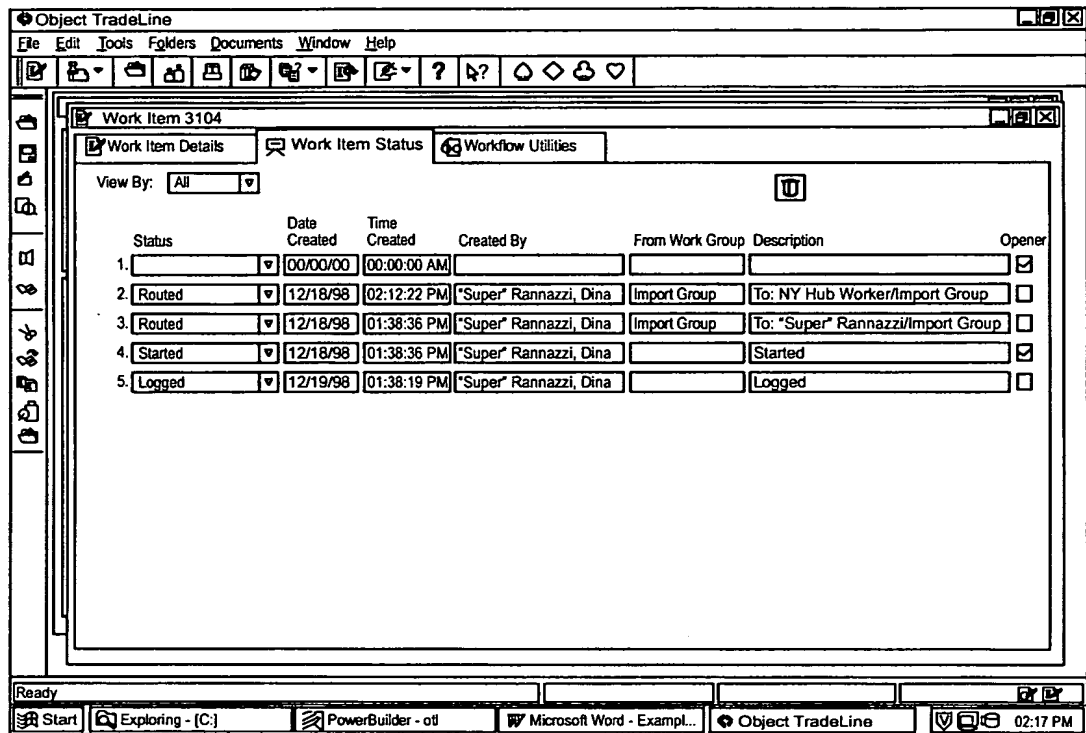 Object TradeLine
File Edit Tools Folders Documents Window Help
? ?
Work Item 3104
Work Item Details Work Item Status Workflow Utilities
View By: All
Status Date Created Time Created Created By From Work Group Description Opener
1. 00/00/00 00:00:00 AM
2. Routed 12/18/98 02:12:22 PM "Super" Rannazzi, Dina Import Group To: NY Hub Worker/Import Group
3. Routed 12/18/98 01:38:36 PM "Super" Rannazzi, Dina Import Group To: "Super" Rannazzi/Import Group
4. Started 12/18/98 01:38:36 PM "Super" Rannazzi, Dina Started
5. Logged 12/19/98 01:38:19 PM "Super" Rannazzi, Dina Logged
Ready
Start Exploring - [C:] PowerBuilder - otl Microsoft Word - Exampl... Object TradeLine 02:17 PM